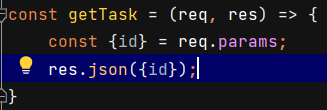 const getTask = (req, res) => {
    const {id} = req.params;
    res.json({id});
}